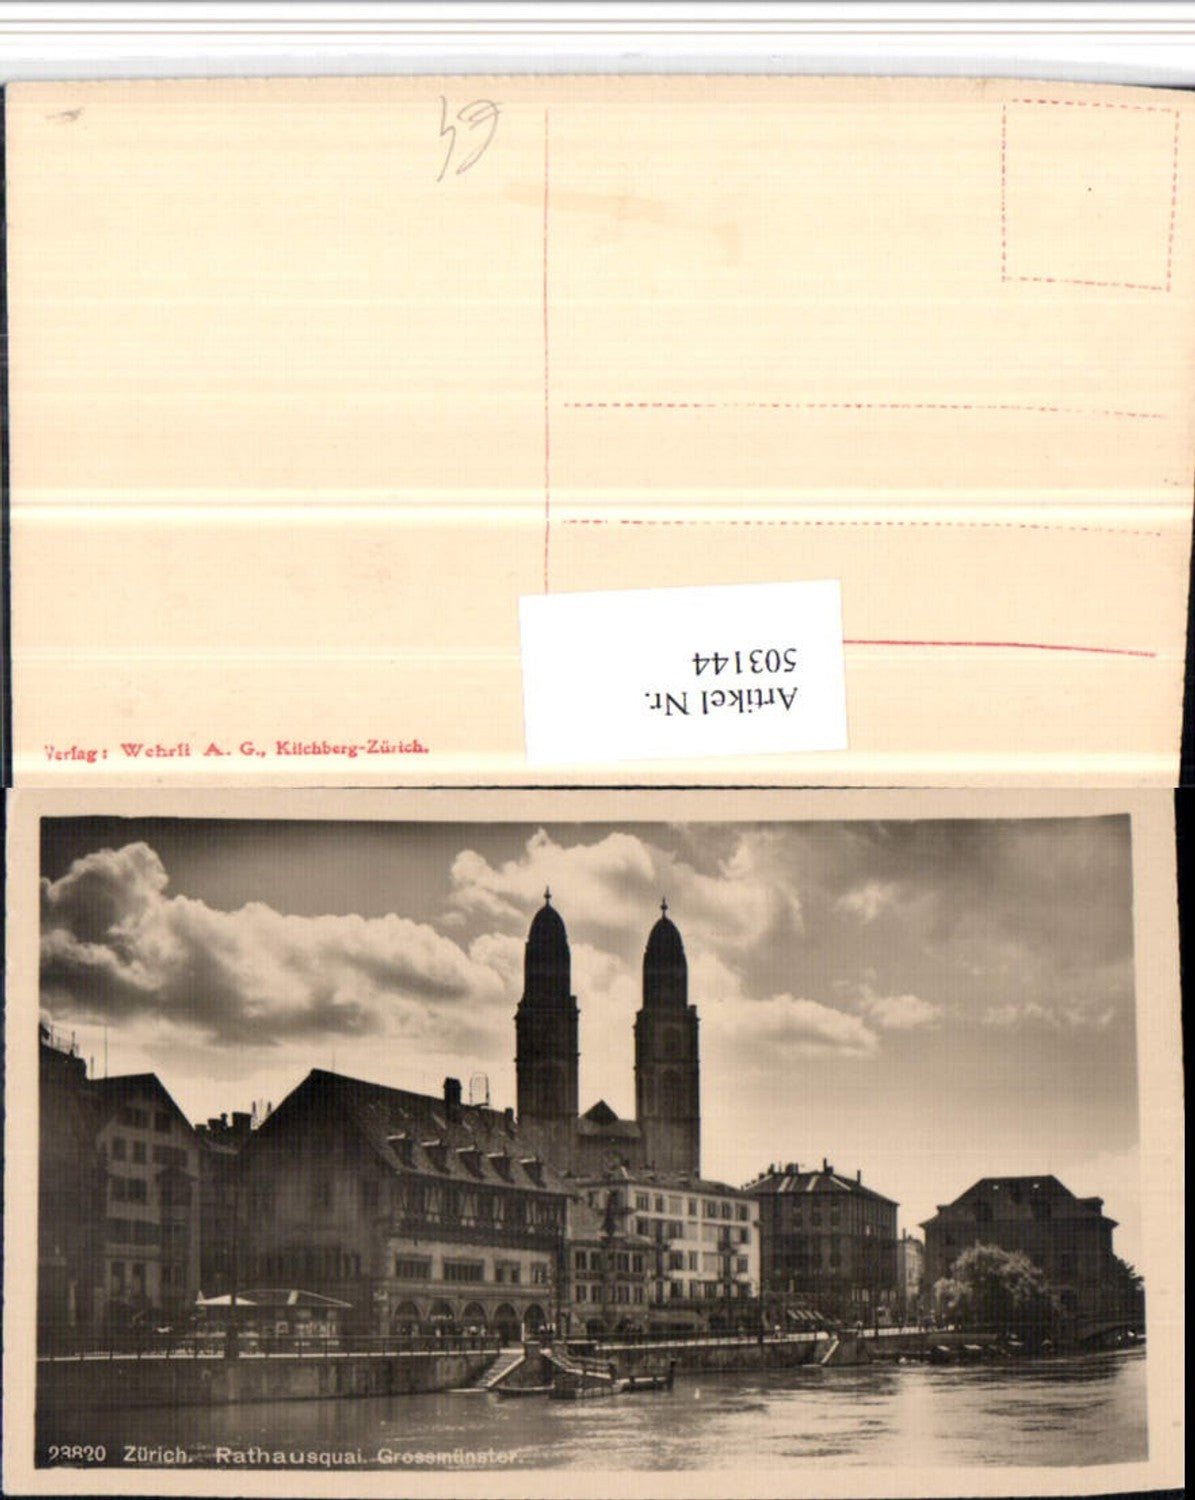 64
Artikel Nr.
503144
Verlag: Wehrli A. G., Kilchberg-Zürich.
23820 Zürich. Rathausquai. Grossmünster.